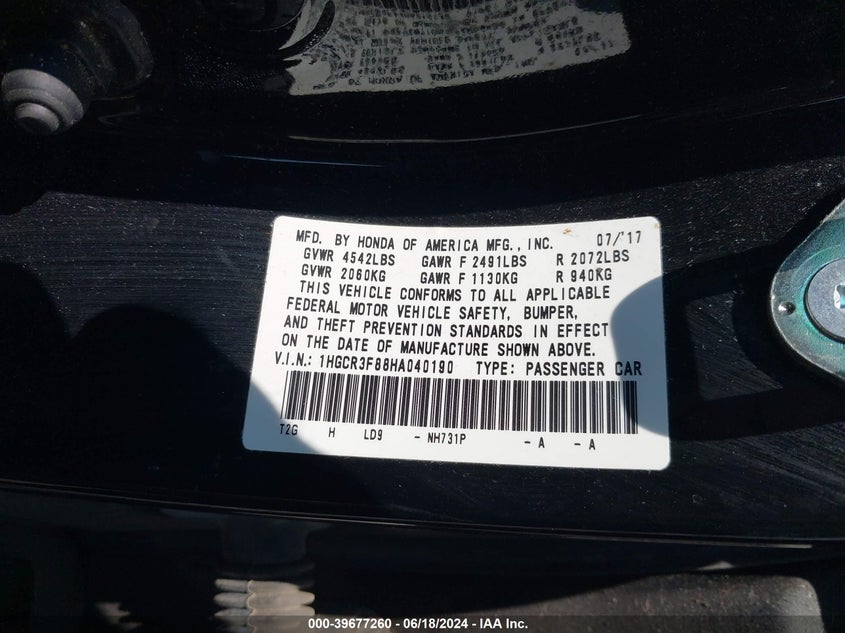 MFD. BY HONDA OF AMERICA MFG., INC. 07/'17
GVWR 4542LBS GAWR F 2491LBS R 2072LBS
GVWR 2060KG GAWR F 1130KG R 940KG
THIS VEHICLE CONFORMS TO ALL APPLICABLE
FEDERAL MOTOR VEHICLE SAFETY, BUMPER,
AND THEFT PREVENTION STANDARDS IN EFFECT
ON THE DATE OF MANUFACTURE SHOWN ABOVE.
V.I.N.: 1HGCR3F88HA040190 TYPE: PASSENGER CAR
T2G H LD9 - NH731P - A - A
000-39677260 / 06/18/2024 - IAA Inc.